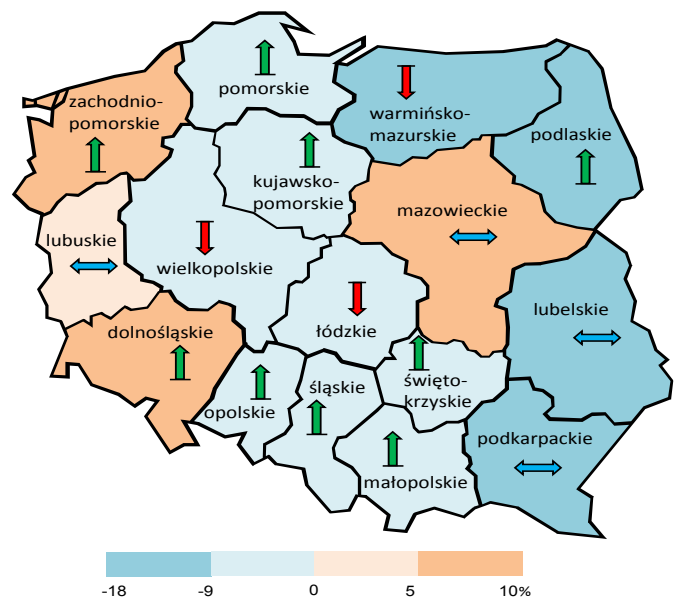 pomorskie
zachodnio-
pomorskie
warmińsko-
mazurskie
podlaskie
kujawsko-
pomorskie
mazowieckie
lubuskie
wielkopolskie
lubelskie
dolnośląskie
łódzkie
święto-
krzyskie
śląskie
opolskie
podkarpackie
małopolskie
-18 -9 0 5 10%